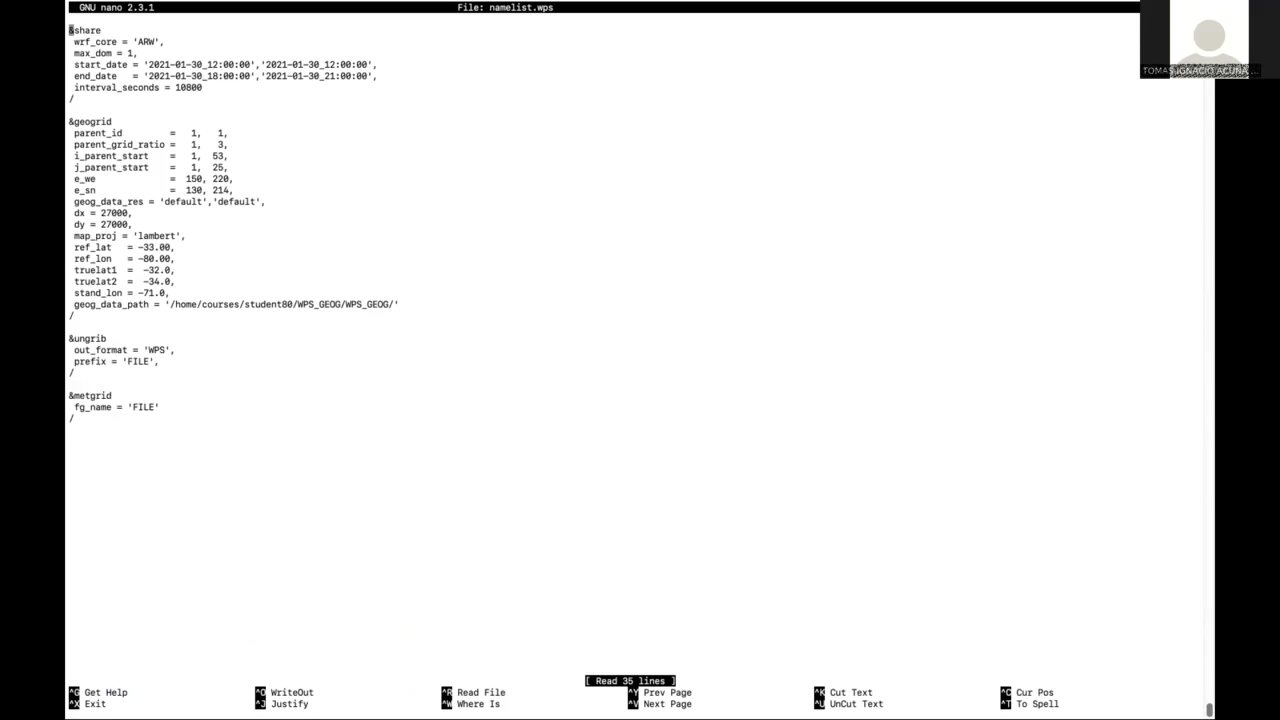 GNU nano 2.3.1 File: namelist.wps
&share
wrf_core = 'ARW',
max_dom = 1,
start_date = '2021-01-30_12:00:00','2021-01-30_12:00:00',
end_date   = '2021-01-30_18:00:00','2021-01-30_21:00:00',
interval_seconds = 10800
/
&geogrid
parent_id         =   1,   1,
parent_grid_ratio =   1,   3,
i_parent_start    =   1,  53,
j_parent_start    =   1,  25,
e_we              =  150, 220,
e_sn              =  130, 214,
geog_data_res = 'default','default',
dx = 27000,
dy = 27000,
map_proj = 'lambert',
ref_lat   = -33.00,
ref_lon   = -80.00,
truelat1  =  -32.0,
truelat2  =  -34.0,
stand_lon = -71.0,
geog_data_path = '/home/courses/student80/WPS_GEOG/WPS_GEOG/'
/
&ungrib
out_format = 'WPS',
prefix = 'FILE',
/
&metgrid
fg_name = 'FILE'
/
TOMAS IGNACIO ACUÑA...
[ Read 35 lines ]
^G Get Help ^O WriteOut ^R Read File ^Y Prev Page ^K Cut Text ^C Cur Pos
^X Exit ^J Justify ^W Where Is ^V Next Page ^U UnCut Text ^T To Spell